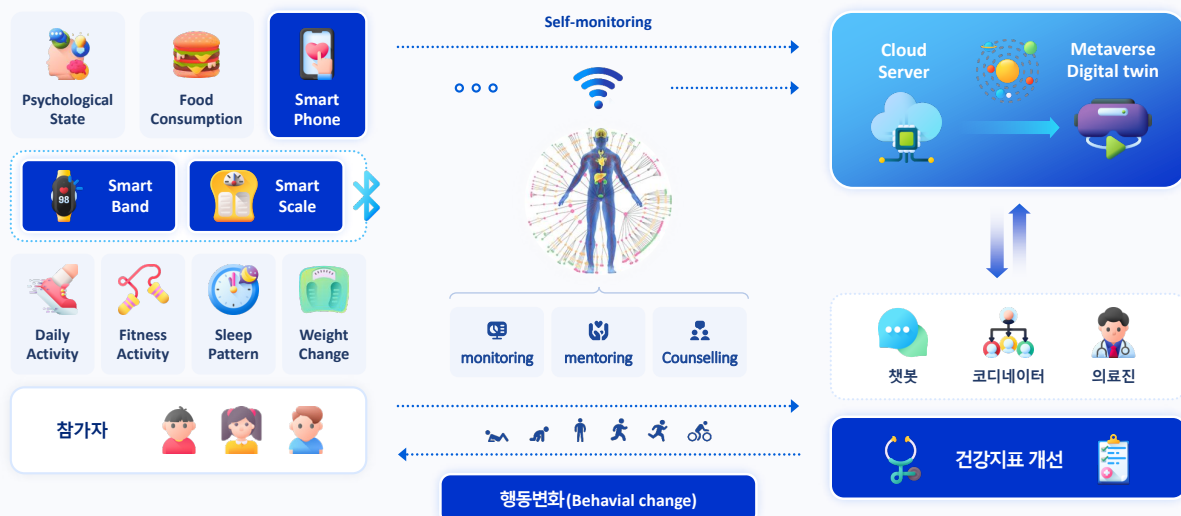 Psychological
State
Food
Consumption
Smart
Phone
Smart
Band
98
Smart
Scale
Daily
Activity
Fitness
Activity
Sleep
Pattern
Weight
Change
참가자
Self-monitoring
monitoring
mentoring
Counselling
행동변화(Behavial change)
Cloud
Server
Metaverse
Digital twin
챗봇
코디네이터
의료진
건강지표 개선